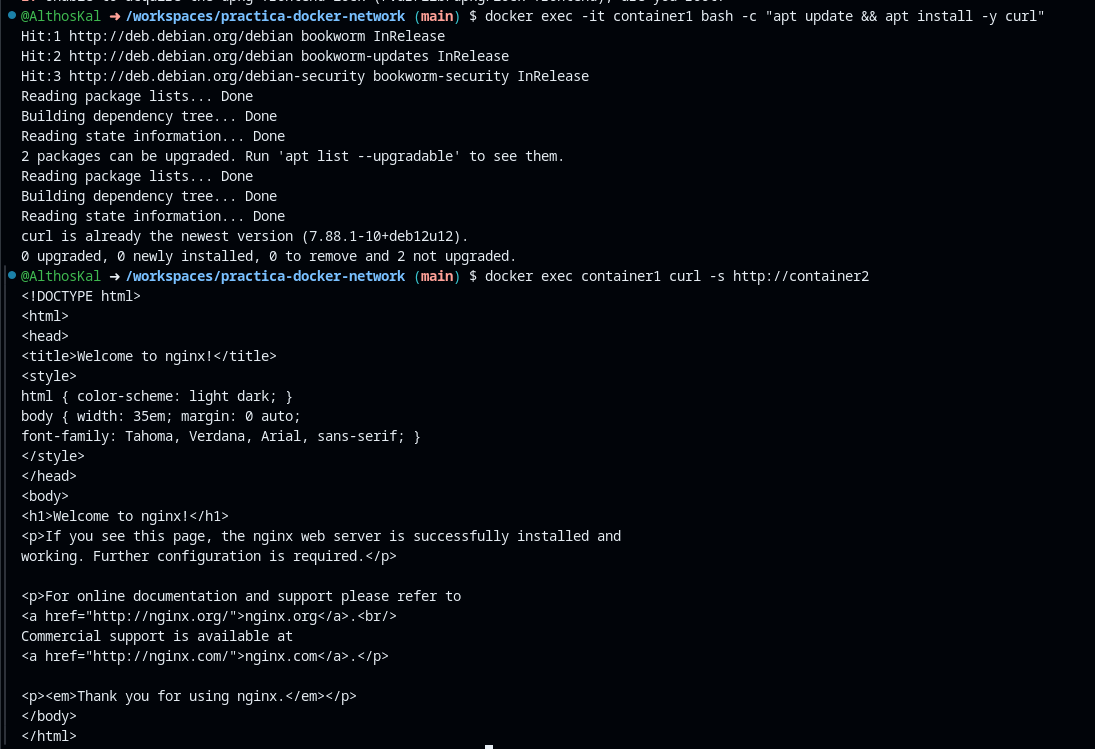 @AlthosKal ➜ /workspaces/practica-docker-network (main) $ docker exec -it container1 bash -c "apt update && apt install -y curl"
Hit:1 http://deb.debian.org/debian bookworm InRelease
Hit:2 http://deb.debian.org/debian bookworm-updates InRelease
Hit:3 http://deb.debian.org/debian-security bookworm-security InRelease
Reading package lists... Done
Building dependency tree... Done
Reading state information... Done
2 packages can be upgraded. Run 'apt list --upgradable' to see them.
Reading package lists... Done
Building dependency tree... Done
Reading state information... Done
curl is already the newest version (7.88.1-10+deb12u12).
0 upgraded, 0 newly installed, 0 to remove and 2 not upgraded.
@AlthosKal ➜ /workspaces/practica-docker-network (main) $ docker exec container1 curl -s http://container2
<!DOCTYPE html>
<html>
<head>
<title>Welcome to nginx!</title>
<style>
html { color-scheme: light dark; }
body { width: 35em; margin: 0 auto;
font-family: Tahoma, Verdana, Arial, sans-serif; }
</style>
</head>
<body>
<h1>Welcome to nginx!</h1>
<p>If you see this page, the nginx web server is successfully installed and
working. Further configuration is required.</p>

<p>For online documentation and support please refer to
<a href="http://nginx.org/">nginx.org</a>.<br/>
Commercial support is available at
<a href="http://nginx.com/">nginx.com</a>.</p>

<p><em>Thank you for using nginx.</em></p>
</body>
</html>